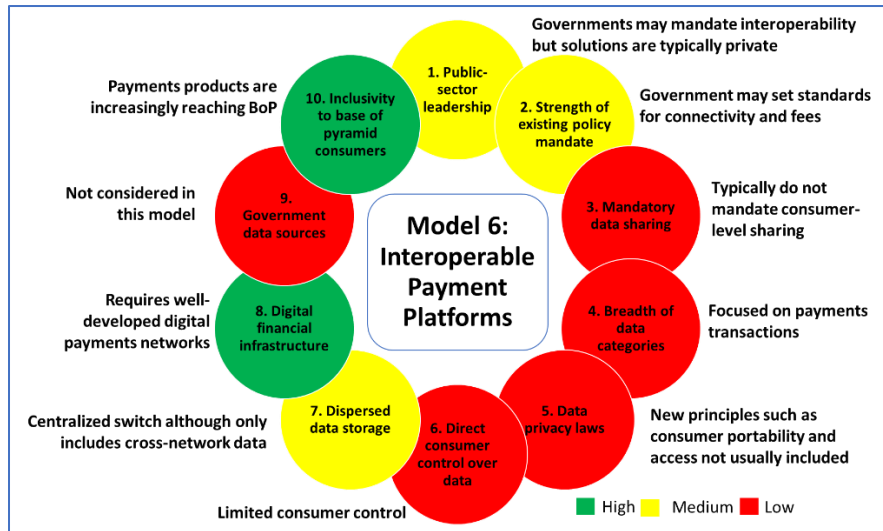 Governments may mandate interoperability
but solutions are typically private
1. Public-
sector
leadership
Payments products are
increasingly reaching BoP
10. Inclusivity
to base of
pyramid
consumers
2. Strength of
existing policy
mandate
Government may set standards
for connectivity and fees
Not considered in
this model
9.
Government
data sources
3. Mandatory
data sharing
Typically do not
mandate consumer-
level sharing
Model 6:
Interoperable
Payment
Platforms
Requires well-
developed digital
payments networks
8. Digital
financial
infrastructure
4. Breadth of
data
categories
Focused on payments
transactions
Centralized switch although only
includes cross-network data
7. Dispersed
data storage
6. Direct
consumer
control over
data
5. Data
privacy laws
New principles such as
consumer portability and
access not usually included
Limited consumer control
High
Medium
Low